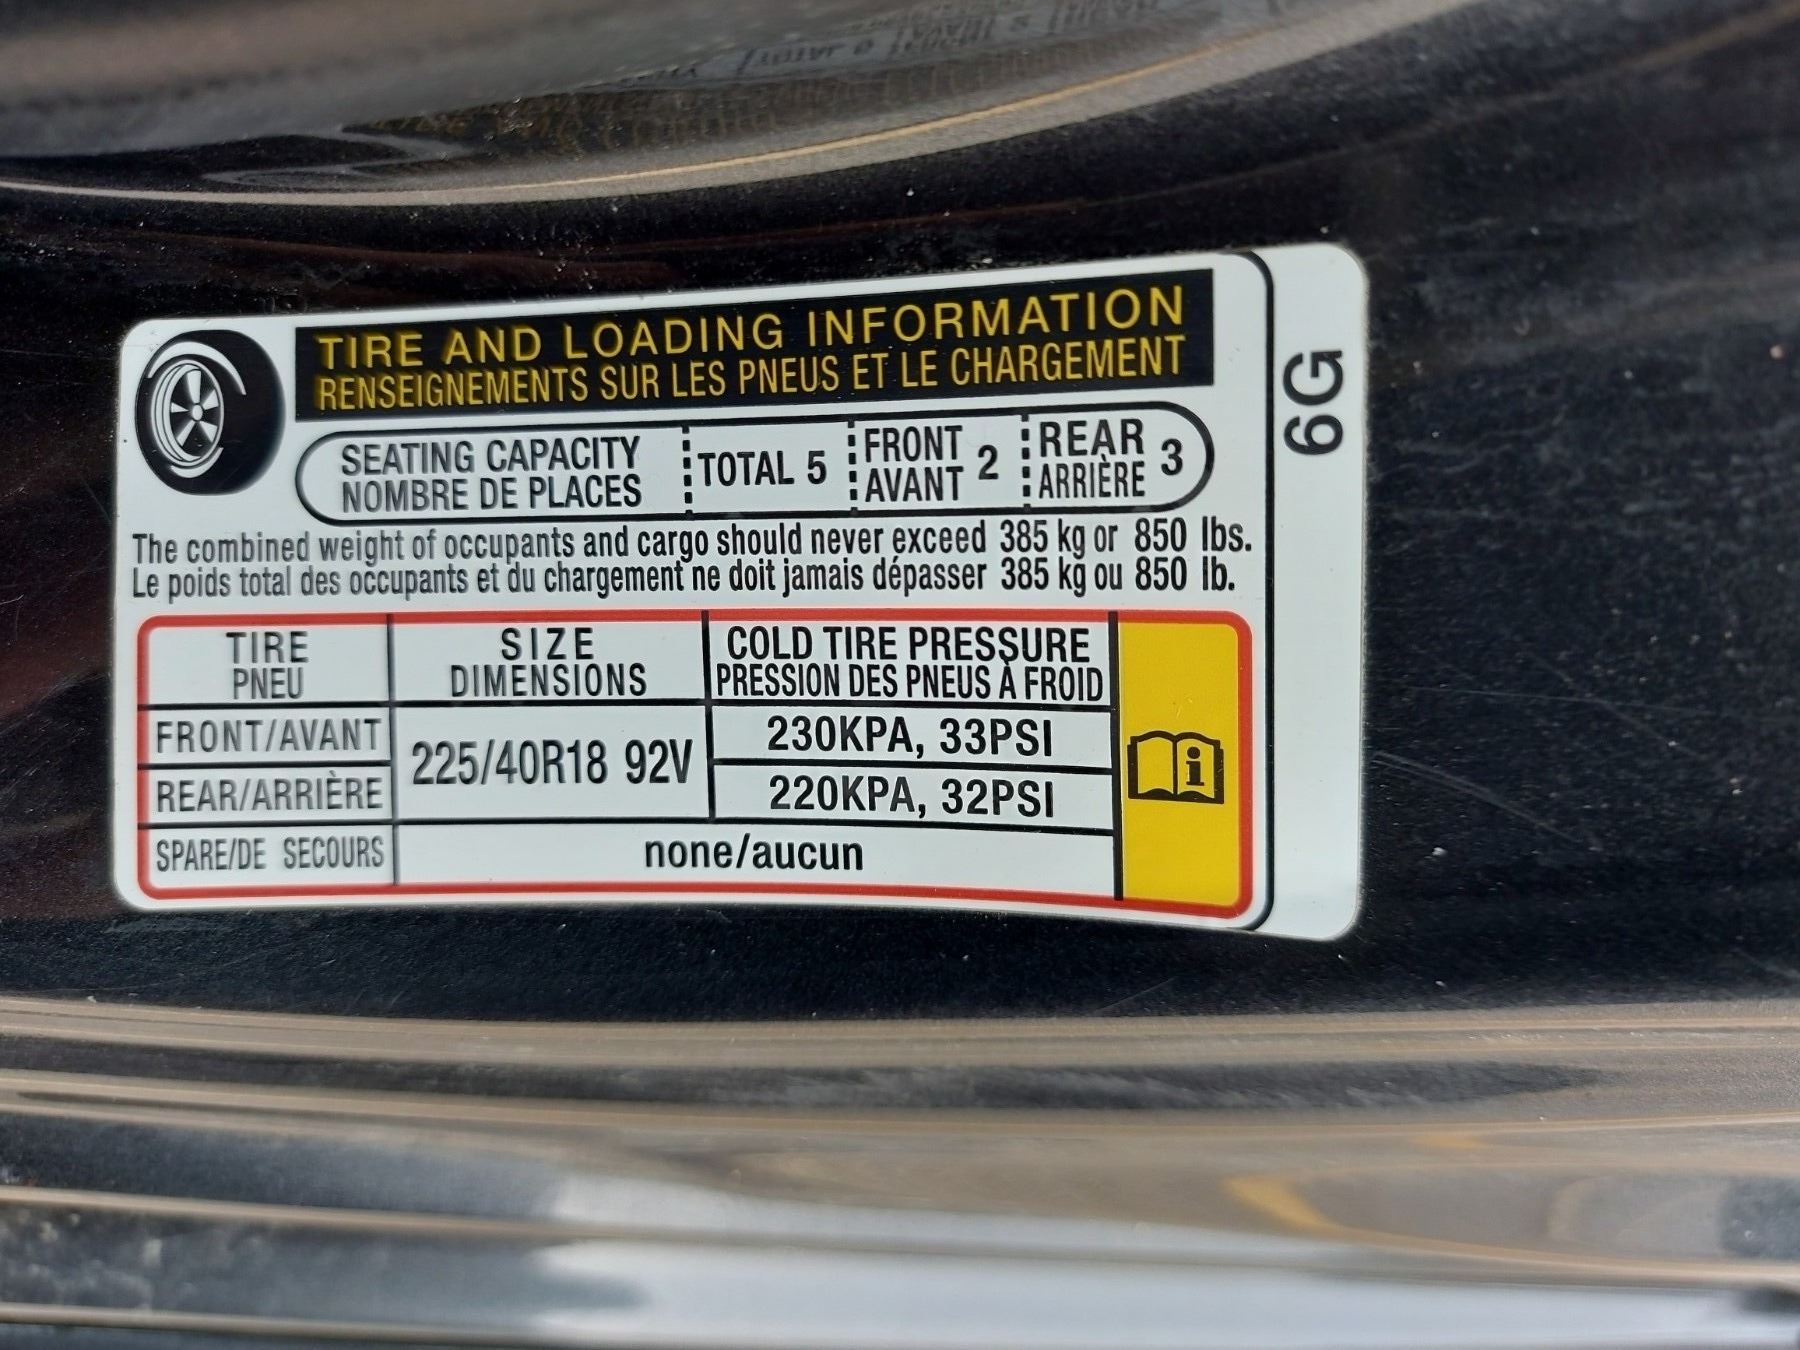 TIRE AND LOADING INFORMATION
RENSEIGNEMENTS SUR LES PNEUS ET LE CHARGEMENT
SEATING CAPACITY
NOMBRE DE PLACES
TOTAL 5
FRONT
AVANT
2
REAR
ARRIÈRE
3
The combined weight of occupants and cargo should never exceed 385 kg or 850 lbs.
Le poids total des occupants et du chargement ne doit jamais dépasser 385 kg ou 850 lb.
TIRE
PNEU
SIZE
DIMENSIONS
COLD TIRE PRESSURE
PRESSION DES PNEUS À FROID
FRONT/AVANT
225/40R18 92V
230KPA, 33PSI
REAR/ARRIÈRE
220KPA, 32PSI
SPARE/DE SECOURS
none/aucun
i
6G